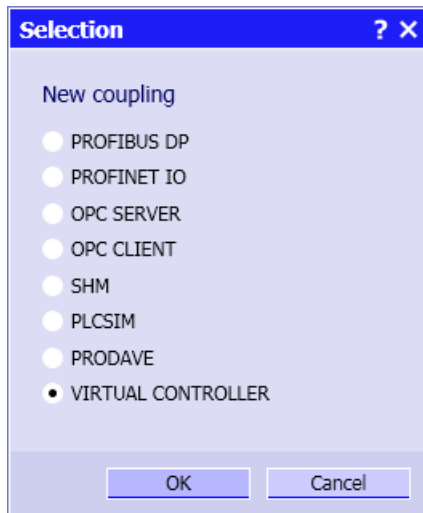 Selection ? ×
New coupling
PROFIBUS DP
PROFINET IO
OPC SERVER
OPC CLIENT
SHM
PLCSIM
PRODAVE
VIRTUAL CONTROLLER
OK Cancel